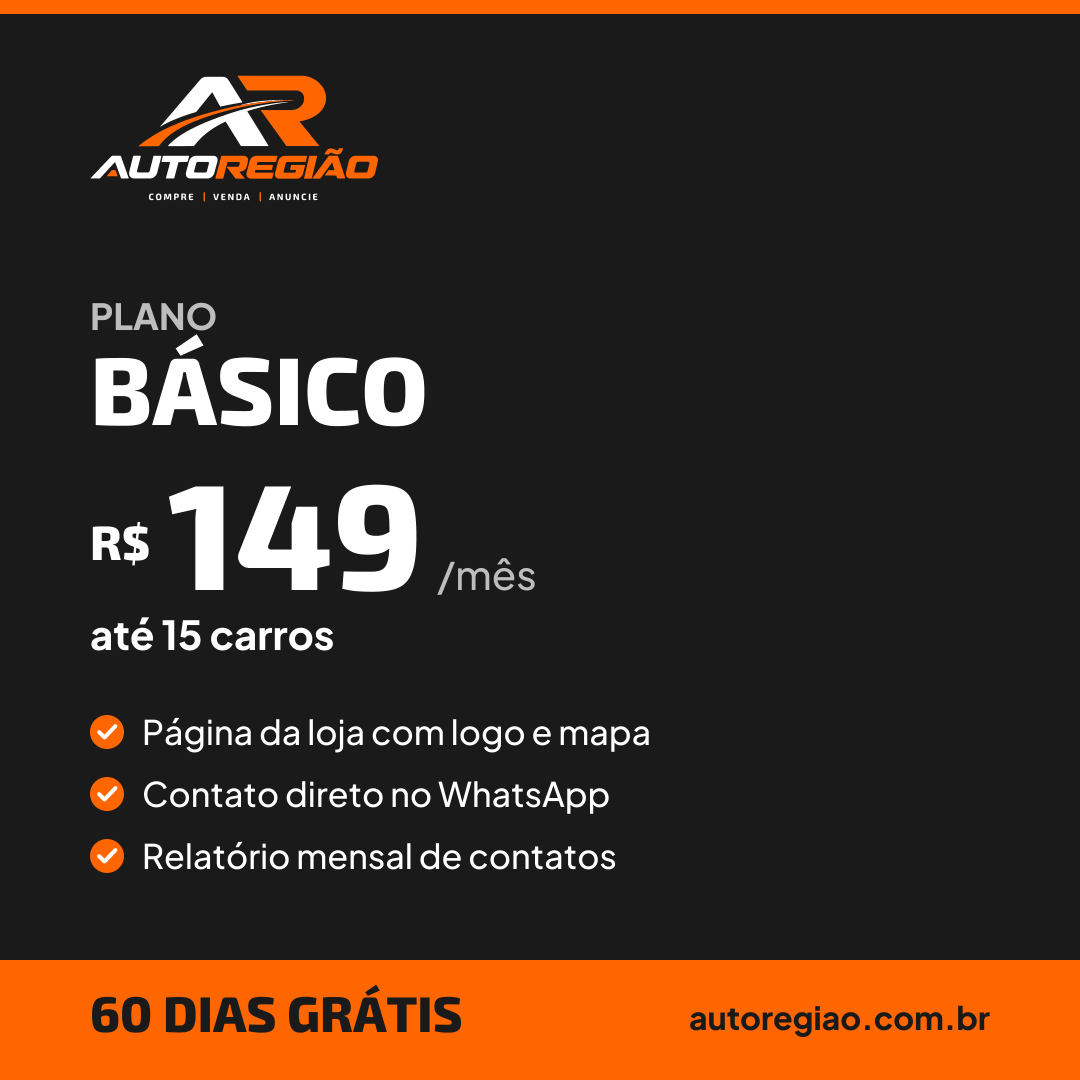 AR
AUTOREGIÃO
COMPRE | VENDA | ANUNCIE
PLANO
BÁSICO
R$ 149 /mês
até 15 carros
Página da loja com logo e mapa
Contato direto no WhatsApp
Relatório mensal de contatos
60 DIAS GRÁTIS
autoregiao.com.br